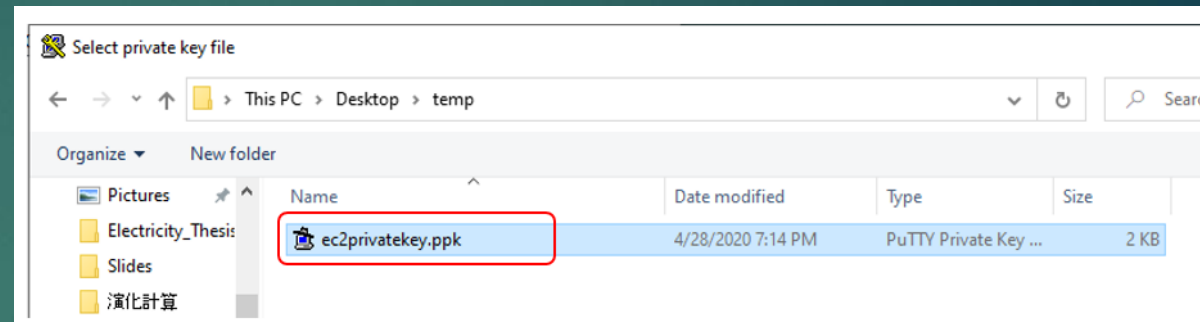 Select private key file
This PC > Desktop > temp
Sear
Organize
New folder
Name
Date modified
Type
Size
Pictures
Electricity_Thesis
Slides
演化計算
ec2privatekey.ppk
4/28/2020 7:14 PM
PuTTY Private Key ...
2 KB